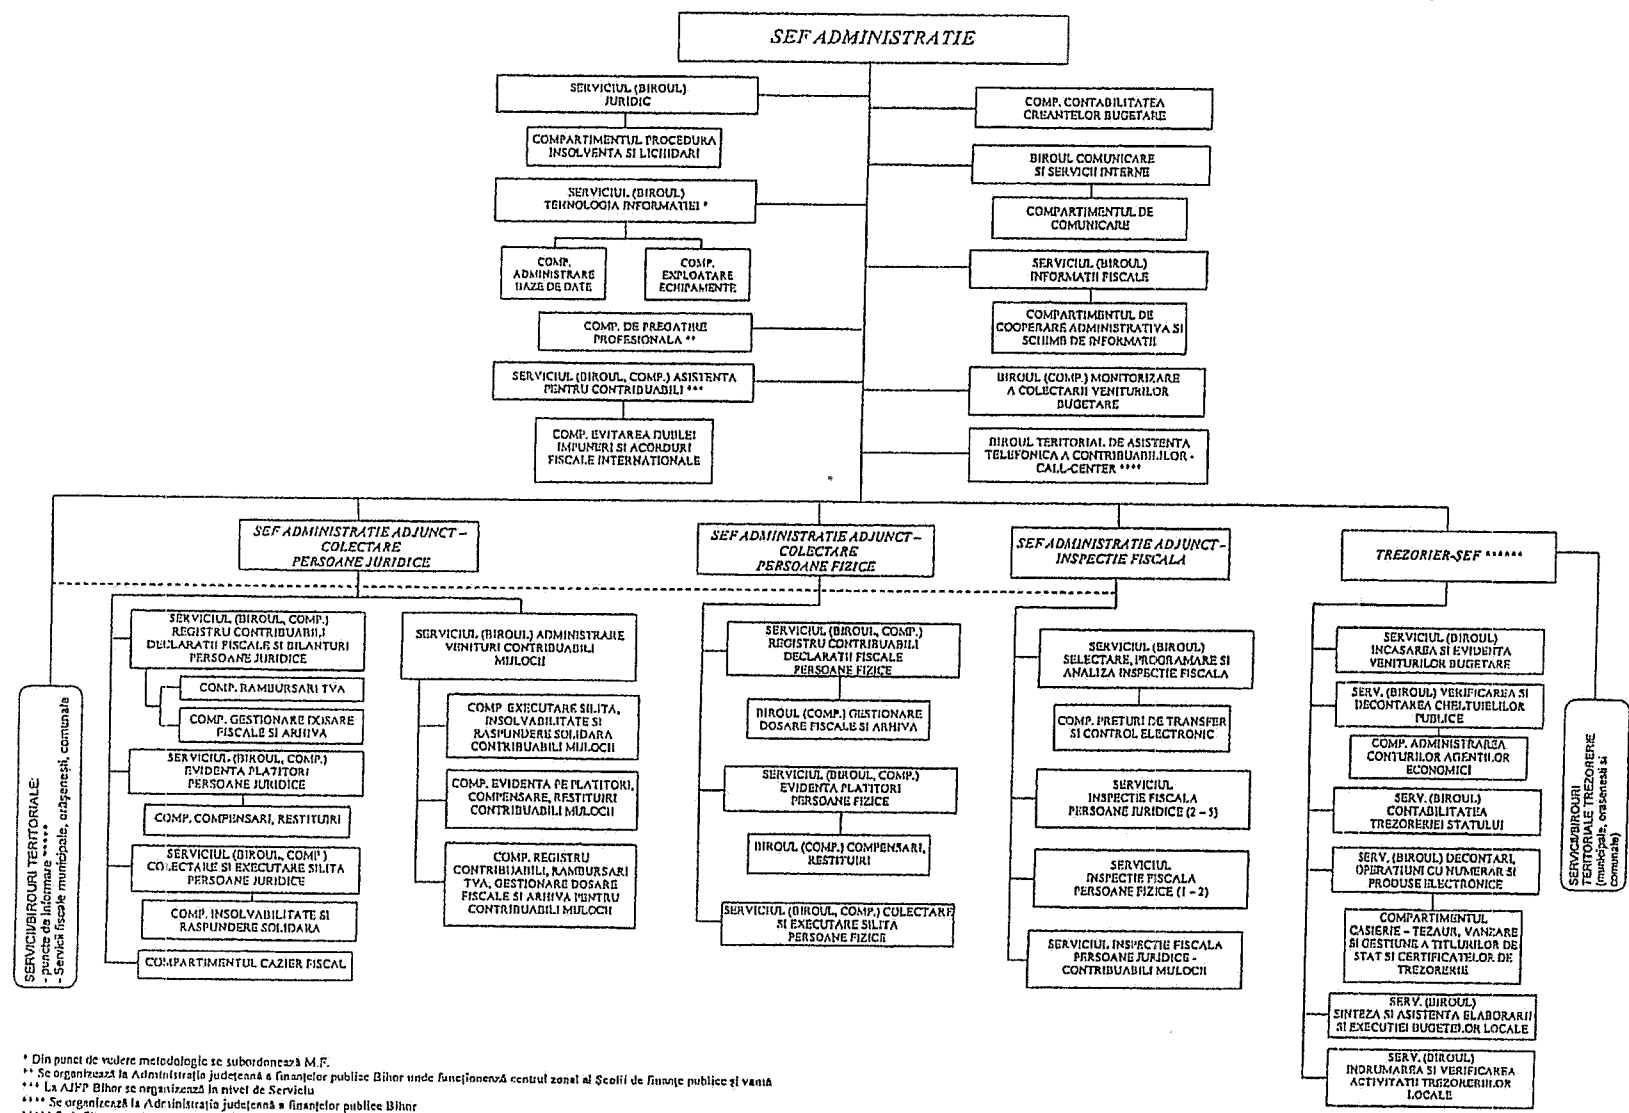 SEF ADMINISTRATIE
SERVICIUL (BIROUL)
JURIDIC
COMPARTIMENTUL PROCEDURA
INSOLVENTA SI LICHIDARI
SERVICIUL (BIROUL)
TEHNOLOGIA INFORMATIEI *
COMP.
ADMINISTRARE
BAZE DE DATE
COMP.
EXPLOATARE
ECHIPAMENTE
COMP. DE PREGATIRE
PROFESIONALA **
SERVICIUL (BIROUL, COMP.) ASISTENTA
PENTRU CONTRIBUABILI ***
COMP. EVITAREA DUBLEI
IMPUNERI SI ACORDURI
FISCALE INTERNATIONALE
COMP. CONTABILITATEA
CREANTELOR BUGETARE
BIROUL COMUNICARE
SI SERVICII INTERNE
COMPARTIMENTUL DE
COMUNICARE
SERVICIUL (BIROUL)
INFORMATII FISCALE
COMPARTIMENTUL DE
COOPERARE ADMINISTRATIVA SI
SCHIMB DE INFORMATII
BIROUL (COMP.) MONITORIZARE
A COLECTARII VENITURILOR
BUGETARE
BIROUL TERITORIAL DE ASISTENTA
TELEFONICA A CONTRIBUABILILOR -
CALL-CENTER ****
SERVICII/BIROURI TERITORIALE:
- puncte de informare *****
- Servicii fiscale municipale, orășenești, comunale
SEF ADMINISTRATIE ADJUNCT –
COLECTARE
PERSOANE JURIDICE
SERVICIUL (BIROUL, COMP.)
REGISTRU CONTRIBUABILI
DECLARATII FISCALE SI BILANTURI
PERSOANE JURIDICE
COMP. RAMBURSARI TVA
COMP. GESTIONARE DOSARE
FISCALE SI ARHIVA
SERVICIUL (BIROUL, COMP.)
EVIDENTA PLATITORI
PERSOANE JURIDICE
COMP. COMPENSARI, RESTITUIRI
SERVICIUL (BIROUL, COMP)
COLECTARE SI EXECUTARE SILITA
PERSOANE JURIDICE
COMP. INSOLVABILITATE SI
RASPUNDERE SOLIDARA
COMPARTIMENTUL CAZIER FISCAL
SERVICIUL (BIROUL) ADMINISTRARE
VENITURI CONTRIBUABILI
MIJLOCII
COMP EXECUTARE SILITA,
INSOLVABILITATE SI
RASPUNDERE SOLIDARA
CONTRIBUABILI MIJLOCII
COMP. EVIDENTA PE PLATITORI,
COMPENSARE, RESTITUIRI
CONTRIBUABILI MIJLOCII
COMP. REGISTRU
CONTRIBUABILI, RAMBURSARI
TVA, GESTIONARE DOSARE
FISCALE SI ARHIVA PENTRU
CONTRIBUABILI MIJLOCII
SEF ADMINISTRATIE ADJUNCT –
COLECTARE
PERSOANE FIZICE
SERVICIUL (BIROUL, COMP.)
REGISTRU CONTRIBUABILI
DECLARATII FISCALE
PERSOANE FIZICE
BIROUL (COMP.) GESTIONARE
DOSARE FISCALE SI ARHIVA
SERVICIUL (BIROUL, COMP.)
EVIDENTA PLATITORI
PERSOANE FIZICE
BIROUL (COMP.) COMPENSARI,
RESTITUIRI
SERVICIUL (BIROUL, COMP.) COLECTARE
SI EXECUTARE SILITA
PERSOANE FIZICE
SEF ADMINISTRATIE ADJUNCT-
INSPECTIE FISCALA
SERVICIUL (BIROUL)
SELECTARE, PROGRAMARE SI
ANALIZA INSPECTIE FISCALA
COMP. PRETURI DE TRANSFER
SI CONTROL ELECTRONIC
SERVICIUL
INSPECTIE FISCALA
PERSOANE JURIDICE (2 – 5)
SERVICIUL
INSPECTIE FISCALA
PERSOANE FIZICE (1 – 2)
SERVICIUL INSPECTIE FISCALA
PERSOANE JURIDICE -
CONTRIBUABILI MIJLOCII
TREZORIER-ȘEF ******
SERVICIUL (BIROUL)
INCASAREA SI EVIDENTA
VENITURILOR BUGETARE
SERV. (BIROUL) VERIFICAREA SI
DECONTAREA CHELTUIELILOR
PUBLICE
COMP. ADMINISTRAREA
CONTURILOR AGENTILOR
ECONOMICI
SERV. (BIROUL)
CONTABILITATEA
TREZORERIEI STATULUI
SERV. (BIROUL) DECONTARI,
OPERATIUNI CU NUMERAR SI
PRODUSE ELECTRONICE
COMPARTIMENTUL
CASIERIE – TEZAUR, VANZARE
SI GESTIUNE A TITLURILOR DE
STAT SI CERTIFICATELOR DE
TREZORERIE
SERV. (BIROUL)
SINTEZA SI ASISTENTA ELABORARII
SI EXECUTIEI BUGETELOR LOCALE
SERV. (BIROUL)
INDRUMAREA SI VERIFICAREA
ACTIVITATII TREZORERIILOR
LOCALE
SERVICII/BIROURI
TERITORIALE TREZORERIE
(municipale, orasenesti si
comunale)
* Din punct de vedere metodologic se subordonează M.F.
** Se organizează la Administrația județeană a finanțelor publice Bihor unde funcționează centrul zonal al Școlii de finanțe publice și vamă
*** La AJFP Bihor se organizează la nivel de Serviciu
**** Se organizează la Administrația județeană a finanțelor publice Bihor